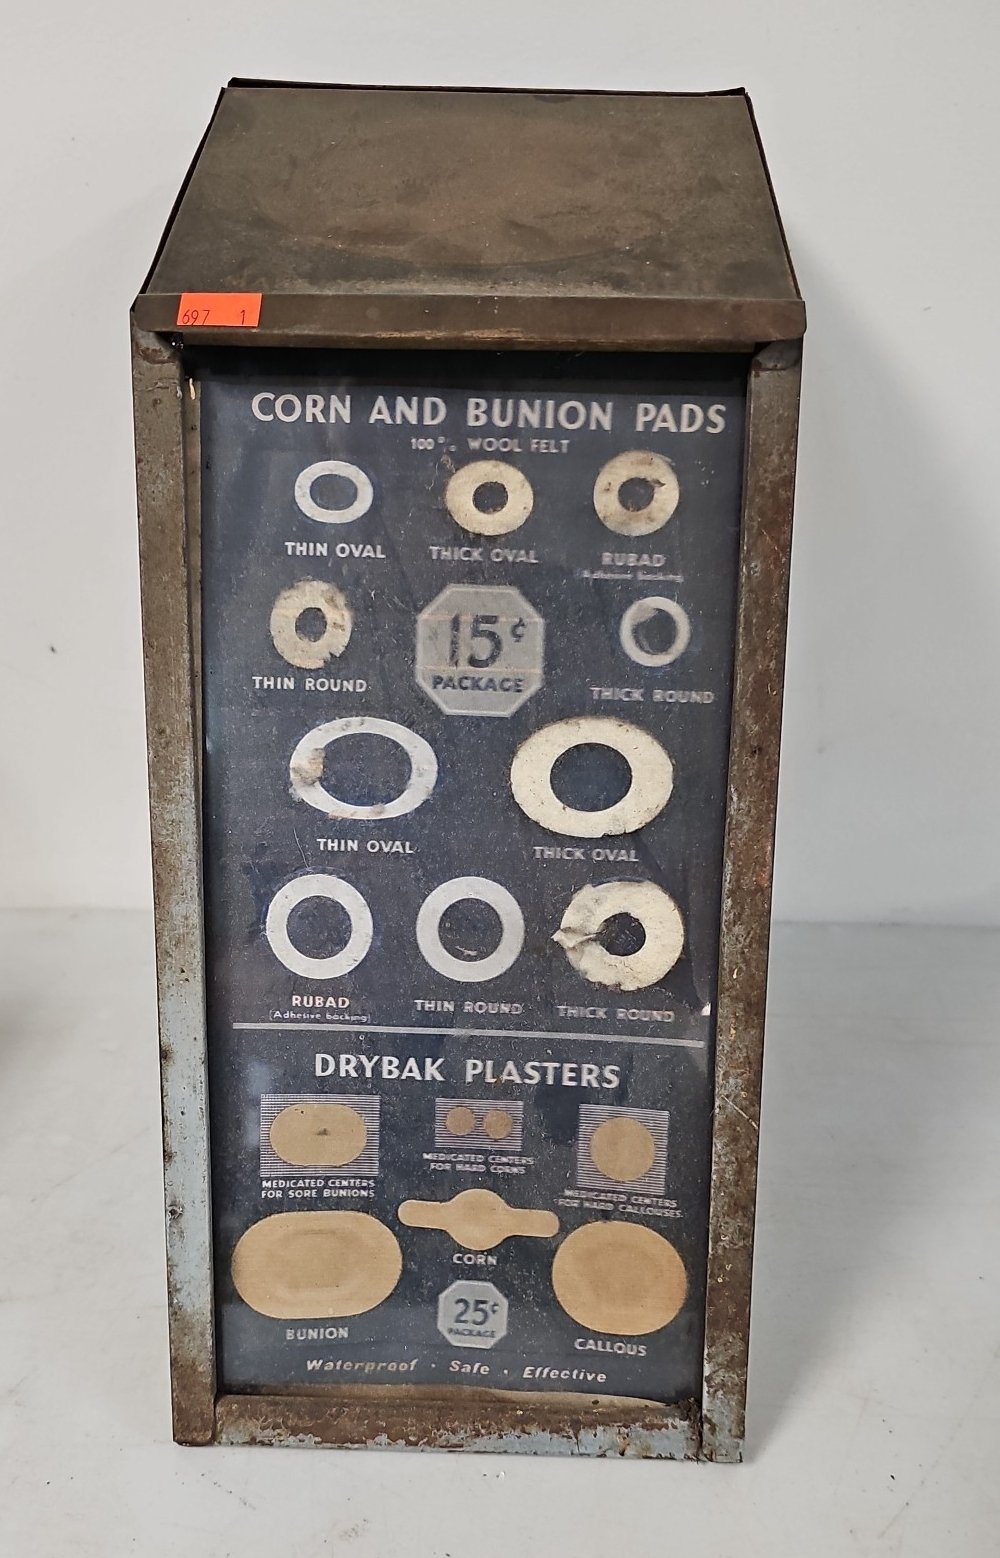 697 1
CORN AND BUNION PADS
100% WOOL FELT
THIN OVAL
THICK OVAL
RUBAD
(Adhesive backing)
15¢
PACKAGE
THIN ROUND
THICK ROUND
THIN OVAL
THICK OVAL
RUBAD
(Adhesive backing)
THIN ROUND
THICK ROUND
DRYBAK PLASTERS
MEDICATED CENTERS
FOR SORE BUNIONS
MEDICATED CENTERS
FOR HARD CORNS
MEDICATED CENTERS
FOR HARD CALLOUSES
CORN
BUNION
25¢
PACKAGE
CALLOUS
Waterproof · Safe · Effective